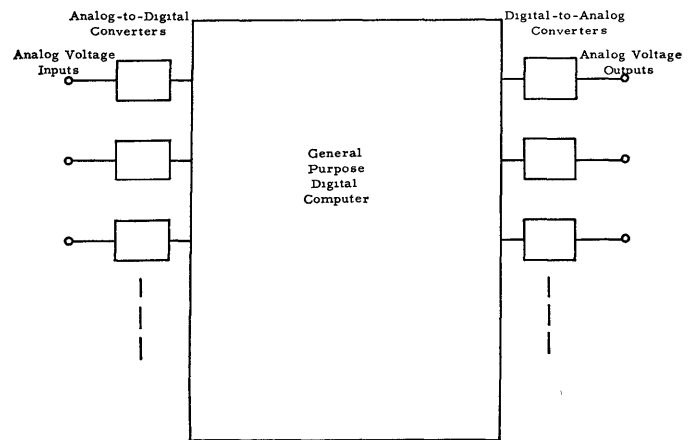 Analog-to-Digital
Converters
Analog Voltage
Inputs
General
Purpose
Digital
Computer
Digital-to-Analog
Converters
Analog Voltage
Outputs